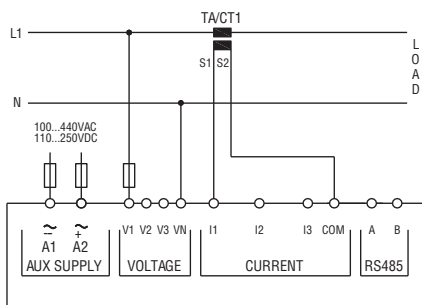 TA/CT1
L1
S1 S2
LOAD
N
100...440VAC
110...250VDC
V1 V2 V3 VN I1 I2 I3 COM A B
~ ~
-- +
A1 A2
AUX SUPPLY VOLTAGE CURRENT RS485